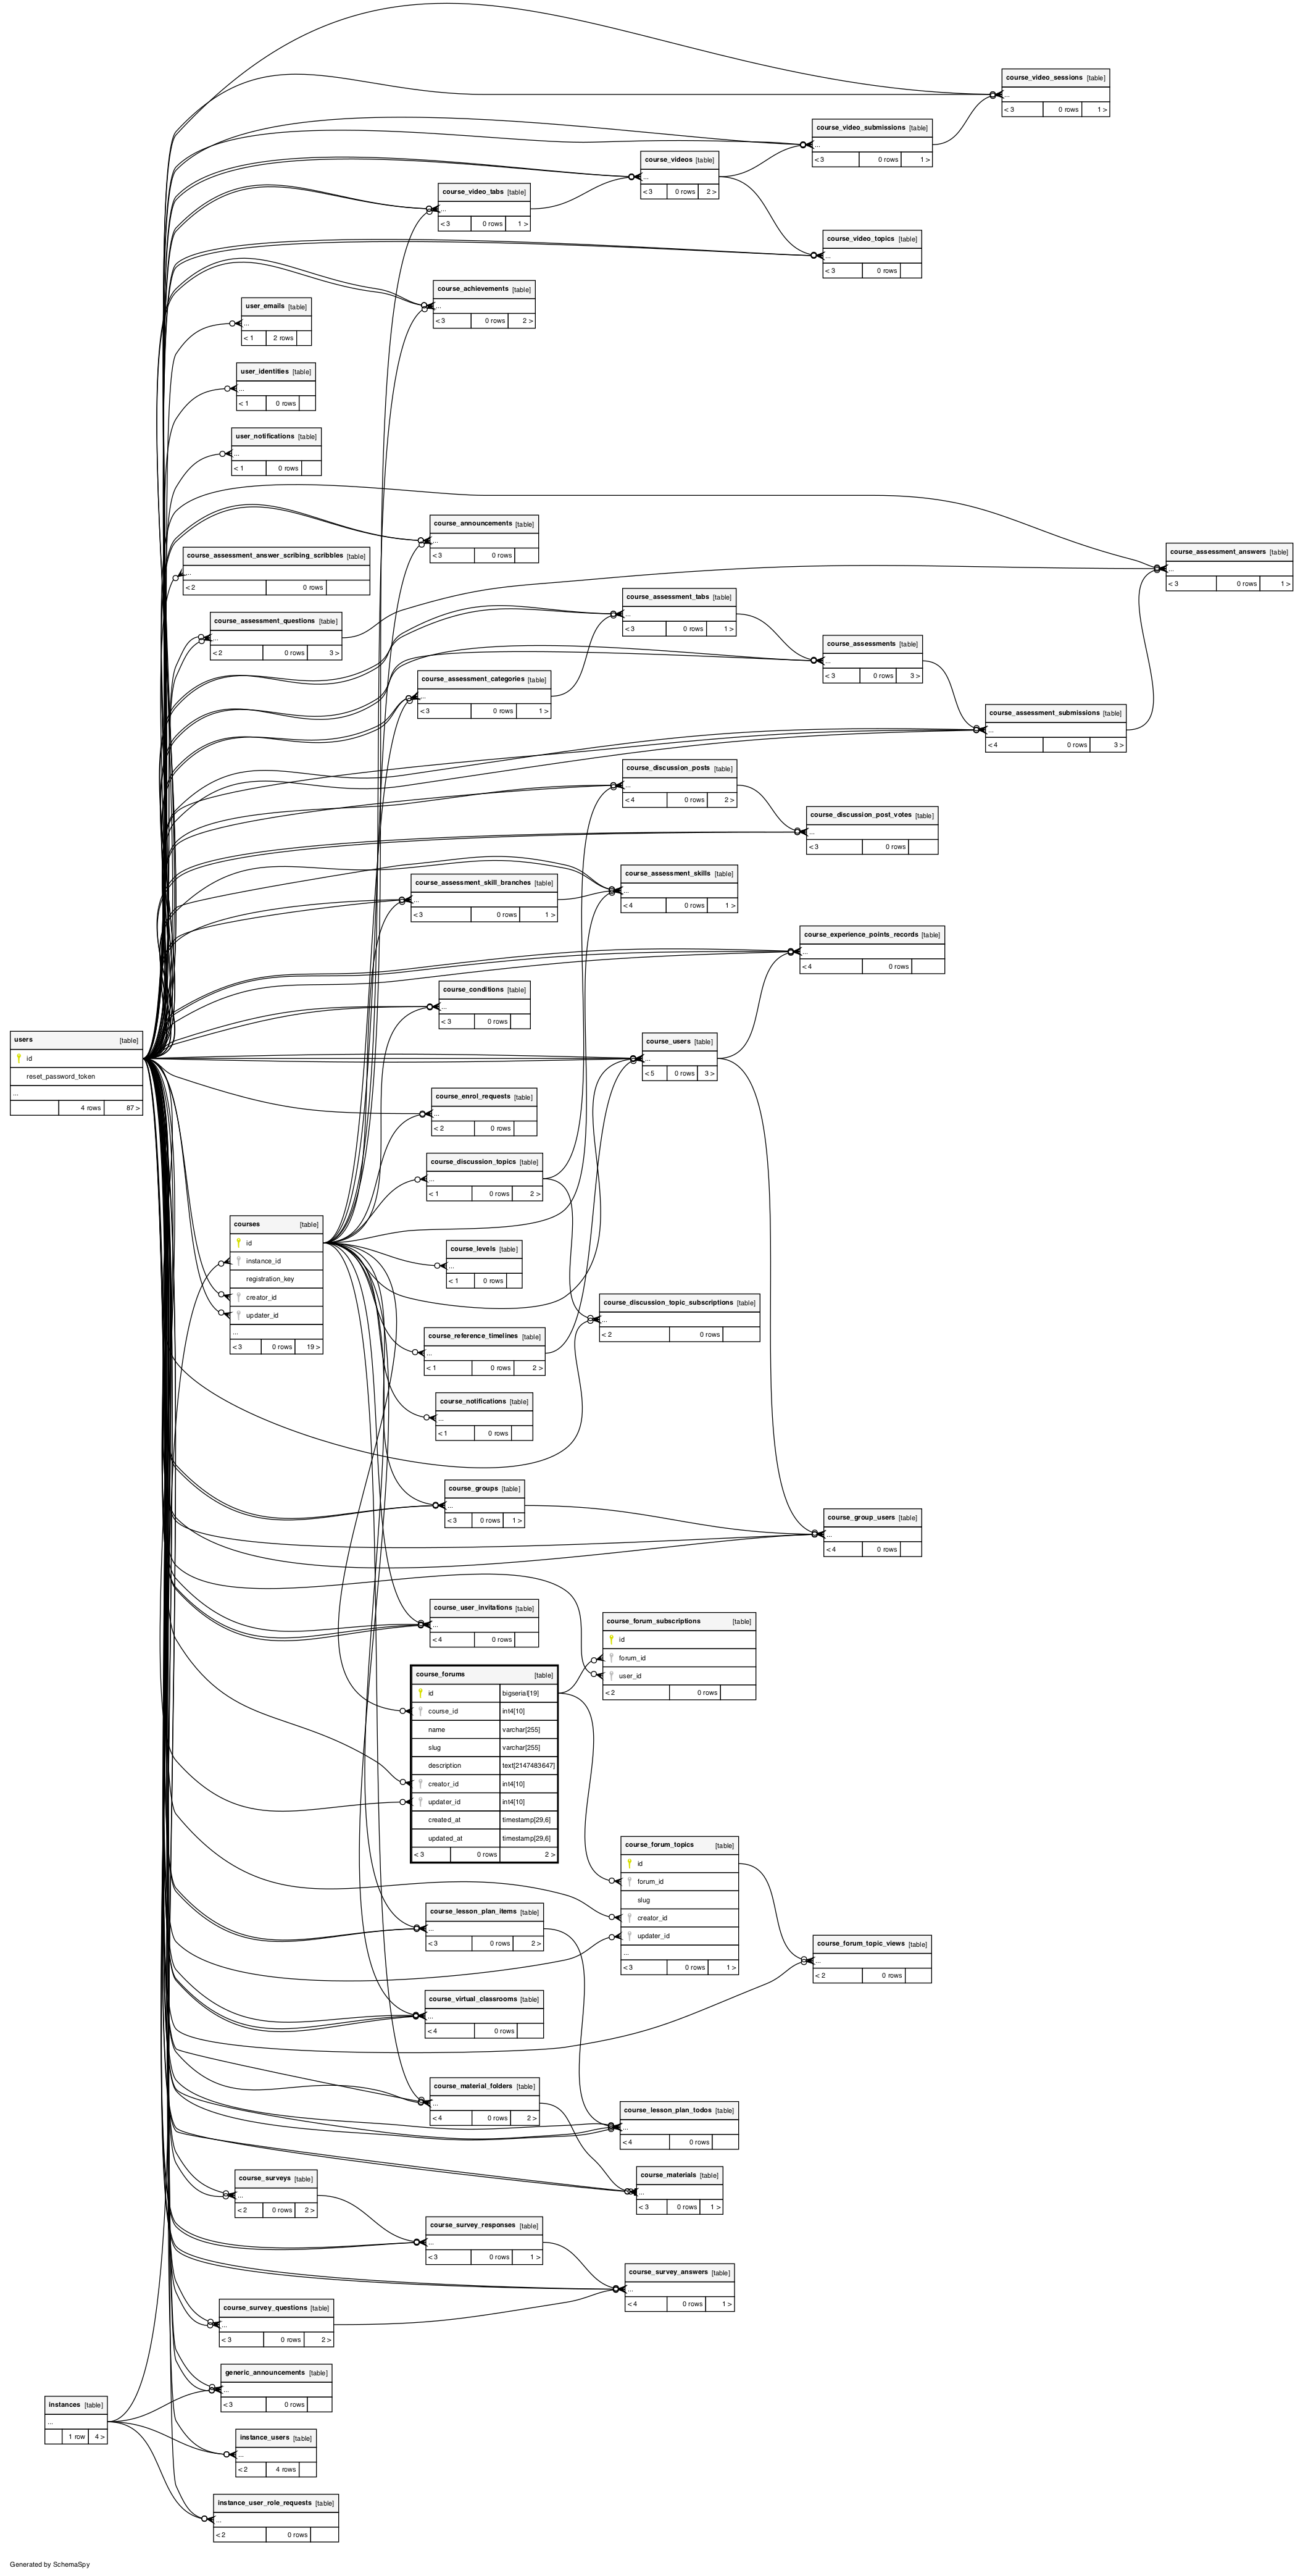 course_video_sessions [table]
...
< 3 0 rows 1 >
course_video_submissions [table]
...
< 3 0 rows 1 >
course_videos [table]
...
< 3 0 rows 2 >
course_video_tabs [table]
...
< 3 0 rows 1 >
course_video_topics [table]
...
< 3 0 rows
course_achievements [table]
...
< 3 0 rows 2 >
user_emails [table]
...
< 1 2 rows
user_identities [table]
...
< 1 0 rows
user_notifications [table]
...
< 1 0 rows
course_announcements [table]
...
< 3 0 rows
course_assessment_answer_scribing_scribbles [table]
...
< 2 0 rows
course_assessment_answers [table]
...
< 3 0 rows 1 >
course_assessment_tabs [table]
...
< 3 0 rows 1 >
course_assessment_questions [table]
...
< 2 0 rows 3 >
course_assessments [table]
...
< 3 0 rows 3 >
course_assessment_categories [table]
...
< 3 0 rows 1 >
course_assessment_submissions [table]
...
< 4 0 rows 3 >
course_discussion_posts [table]
...
< 4 0 rows 2 >
course_discussion_post_votes [table]
...
< 3 0 rows
course_assessment_skills [table]
...
< 4 0 rows 1 >
course_assessment_skill_branches [table]
...
< 3 0 rows 1 >
course_experience_points_records [table]
...
< 4 0 rows
course_conditions [table]
...
< 3 0 rows
users [table]
id
reset_password_token
...
4 rows 87 >
course_users [table]
...
< 5 0 rows 3 >
course_enrol_requests [table]
...
< 2 0 rows
course_discussion_topics [table]
...
< 1 0 rows 2 >
courses [table]
id
instance_id
registration_key
creator_id
updater_id
...
< 3 0 rows 19 >
course_levels [table]
...
< 1 0 rows
course_discussion_topic_subscriptions [table]
...
< 2 0 rows
course_reference_timelines [table]
...
< 1 0 rows 2 >
course_notifications [table]
...
< 1 0 rows
course_groups [table]
...
< 3 0 rows 1 >
course_group_users [table]
...
< 4 0 rows
course_user_invitations [table]
...
< 4 0 rows
course_forum_subscriptions [table]
id
forum_id
user_id
< 2 0 rows
course_forums [table]
id bigserial[19]
course_id int4[10]
name varchar[255]
slug varchar[255]
description text[2147483647]
creator_id int4[10]
updater_id int4[10]
created_at timestamp[29,6]
updated_at timestamp[29,6]
< 3 0 rows 2 >
course_forum_topics [table]
id
forum_id
slug
creator_id
updater_id
...
< 3 0 rows 1 >
course_lesson_plan_items [table]
...
< 3 0 rows 2 >
course_forum_topic_views [table]
...
< 2 0 rows
course_virtual_classrooms [table]
...
< 4 0 rows
course_material_folders [table]
...
< 4 0 rows 2 >
course_lesson_plan_todos [table]
...
< 4 0 rows
course_materials [table]
...
< 3 0 rows 1 >
course_surveys [table]
...
< 2 0 rows 2 >
course_survey_responses [table]
...
< 3 0 rows 1 >
course_survey_answers [table]
...
< 4 0 rows 1 >
course_survey_questions [table]
...
< 3 0 rows 2 >
generic_announcements [table]
...
< 3 0 rows
instances [table]
...
1 row 4 >
instance_users [table]
...
< 2 4 rows
instance_user_role_requests [table]
...
< 2 0 rows
Generated by SchemaSpy